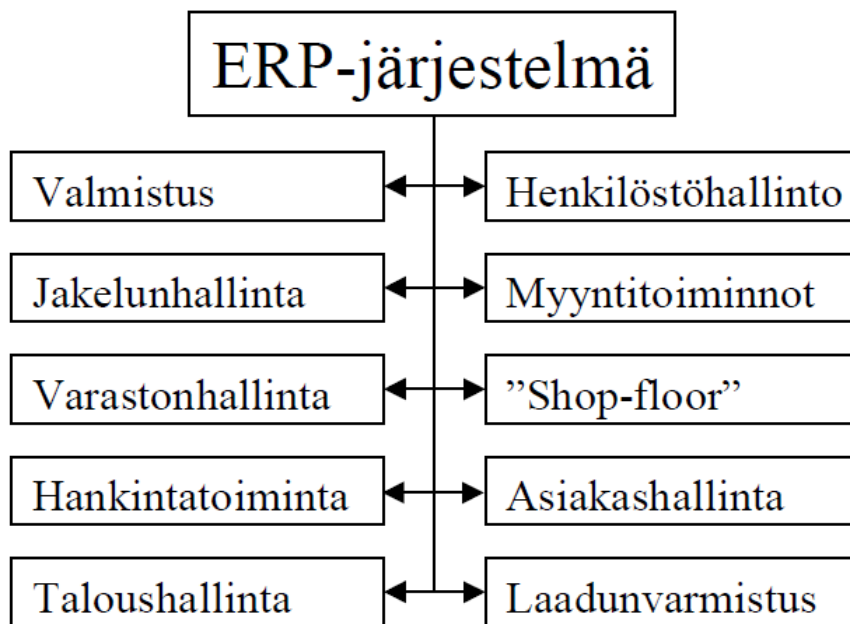 ERP-järjestelmä
Valmistus
Henkilöstöhallinto
Jakelunhallinta
Myyntitoiminnot
Varastonhallinta
”Shop-floor”
Hankintatoiminta
Asiakashallinta
Taloushallinta
Laadunvarmistus